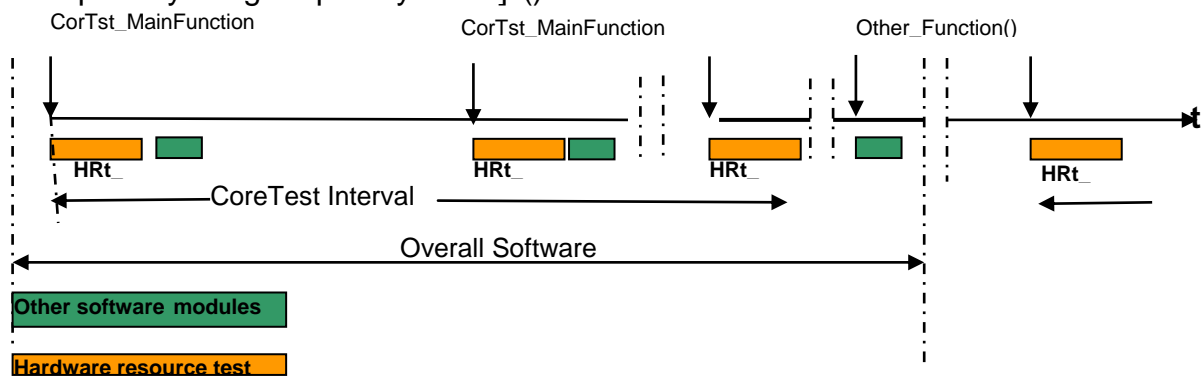 CorTst_MainFunction
CorTst_MainFunction
Other_Function()
t
HRt_
HRt_
HRt_
HRt_
CoreTest Interval
Overall Software
Other software modules
Hardware resource test